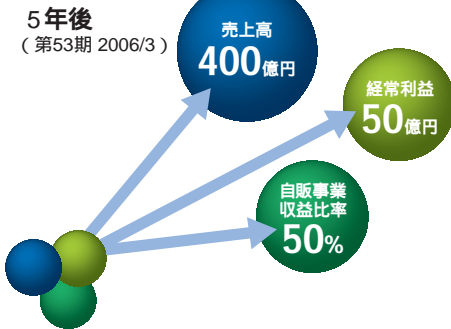 5年後
(第53期 2006/3)
売上高
400億円
経常利益
50億円
自販事業
収益比率
50%